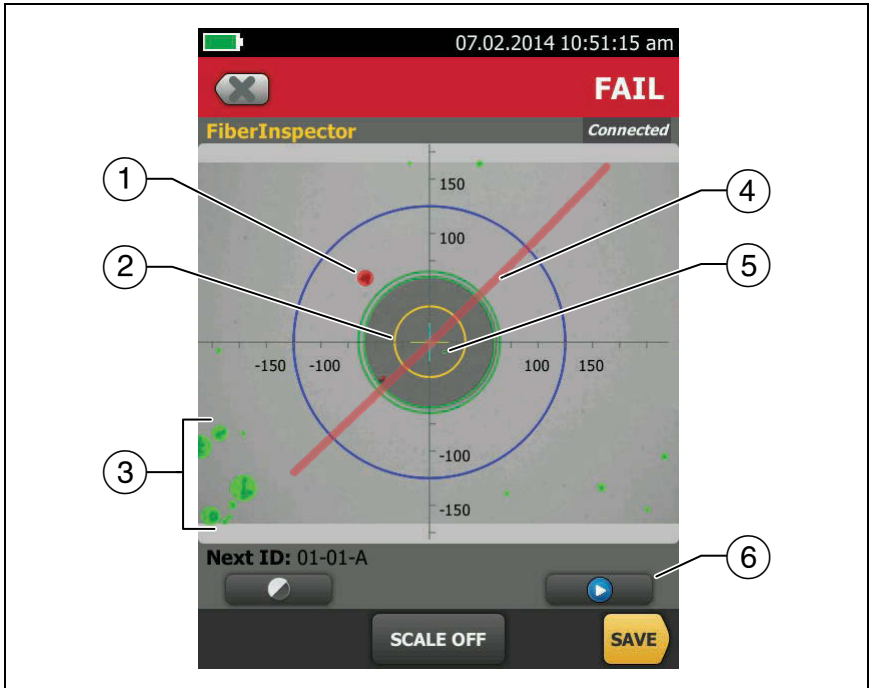 07.02.2014 10:51:15 am
FAIL
FiberInspector
Connected
1
150
4
2
100
5
-150 -100 100 150
3
-100
-150
Next ID: 01-01-A
6
SCALE OFF
SAVE